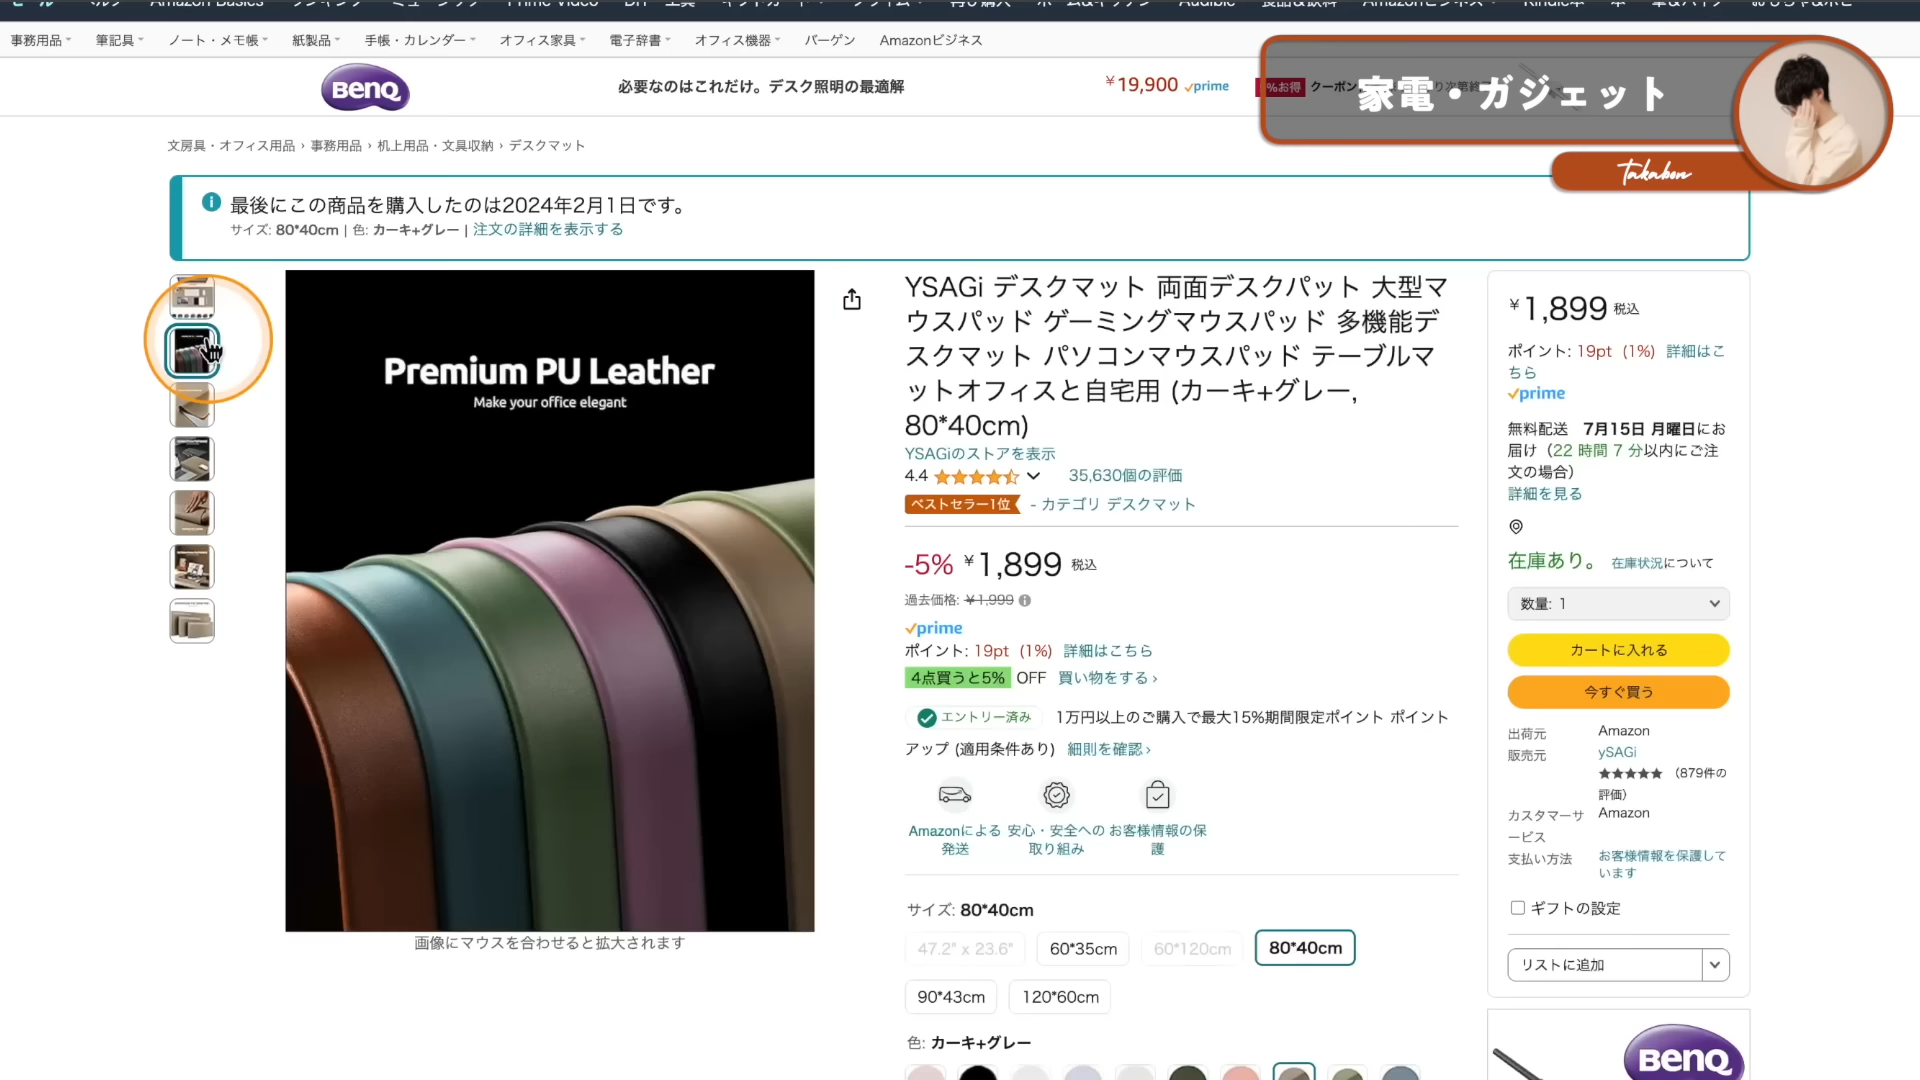 事務用品 筆記具 ノート・メモ帳 紙製品 手帳・カレンダー オフィス家具 電子辞書 オフィス機器 バーゲン Amazonビジネス
BenQ 必要なのはこれだけ。デスク照明の最適解 ¥19,900 prime %お得 クーポン
家電・ガジェット
Takabon
文房具・オフィス用品 › 事務用品 › 机上用品・文具収納 › デスクマット
最後にこの商品を購入したのは2024年2月1日です。
サイズ: 80*40cm | 色: カーキ+グレー | 注文の詳細を表示する
Premium PU Leather
Make your office elegant
画像にマウスを合わせると拡大されます
YSAGi デスクマット 両面デスクパット 大型マ
ウスパッド ゲーミングマウスパッド 多機能デ
スクマット パソコンマウスパッド テーブルマ
ットオフィスと自宅用 (カーキ+グレー,
80*40cm)
YSAGiのストアを表示
4.4 35,630個の評価
ベストセラー1位 - カテゴリ デスクマット
-5% ¥1,899 税込
過去価格: ¥1,999
prime
ポイント: 19pt (1%) 詳細はこちら
4点買うと5% OFF 買い物をする ›
エントリー済み 1万円以上のご購入で最大15%期間限定ポイント ポイント
アップ (適用条件あり) 細則を確認 ›
Amazonによる 安心・安全への お客様情報の保
発送 取り組み 護
サイズ: 80*40cm
47.2" x 23.6" 60*35cm 60*120cm 80*40cm
90*43cm 120*60cm
色: カーキ+グレー
¥1,899 税込
ポイント: 19pt (1%) 詳細はこ
ちら
prime
無料配送 7月15日 月曜日にお
届け（22 時間 7 分以内にご注
文の場合）
詳細を見る
在庫あり。 在庫状況について
数量: 1
カートに入れる
今すぐ買う
出荷元 Amazon
販売元 ySAGi
★★★★★ （879件の
評価）
カスタマーサ Amazon
ービス
支払い方法 お客様情報を保護して
います
ギフトの設定
リストに追加
BenQ